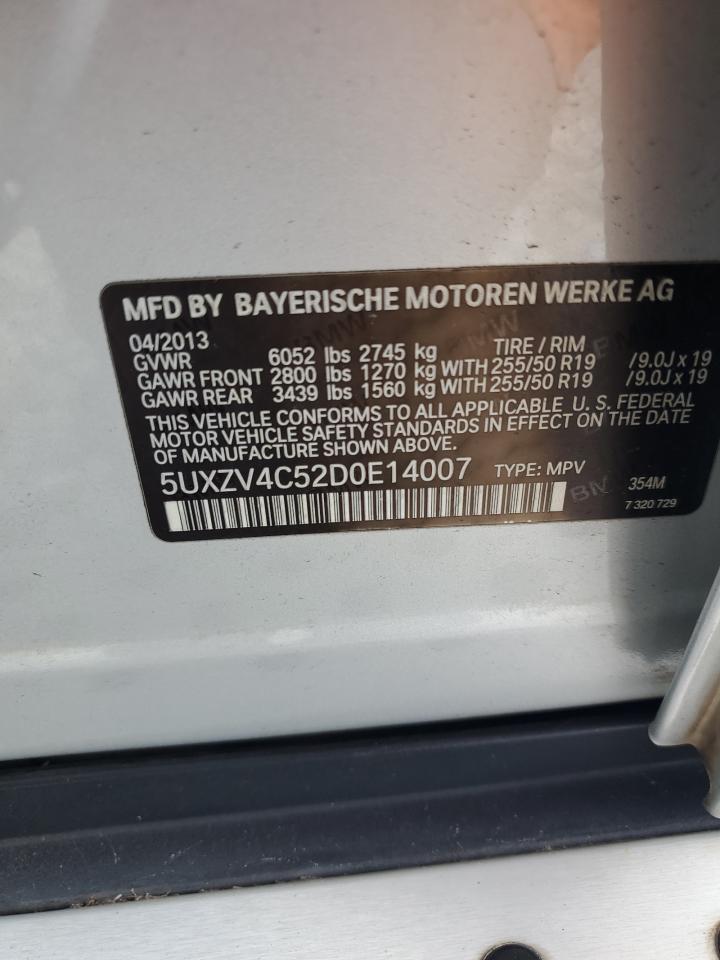 MFD BY BAYERISCHE MOTOREN WERKE AG
04/2013 TIRE / RIM
GVWR 6052 lbs 2745 kg
GAWR FRONT 2800 lbs 1270 kg WITH 255/50 R19 /9.0J x 19
GAWR REAR 3439 lbs 1560 kg WITH 255/50 R19 /9.0J x 19
THIS VEHICLE CONFORMS TO ALL APPLICABLE U. S. FEDERAL
MOTOR VEHICLE SAFETY STANDARDS IN EFFECT ON THE DATE
OF MANUFACTURE SHOWN ABOVE.
5UXZV4C52D0E14007 TYPE: MPV 354M
7 320 729